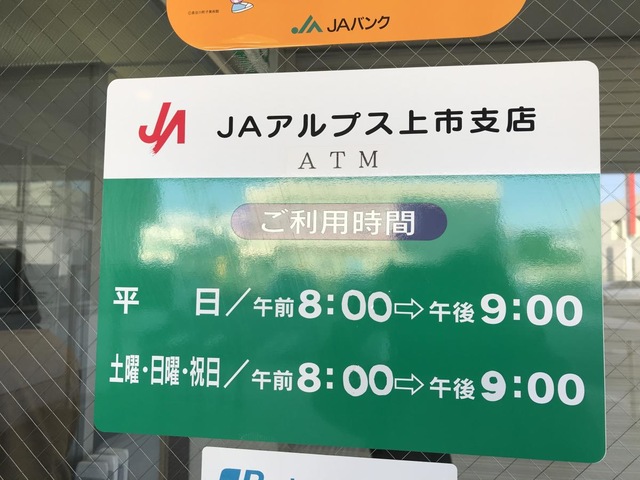 JAバンク
JA
JAアルプス上市支店
ATM
ご利用時間
平 日/午前8:00⇨午後9:00
土曜・日曜・祝日/午前8:00⇨午後9:00